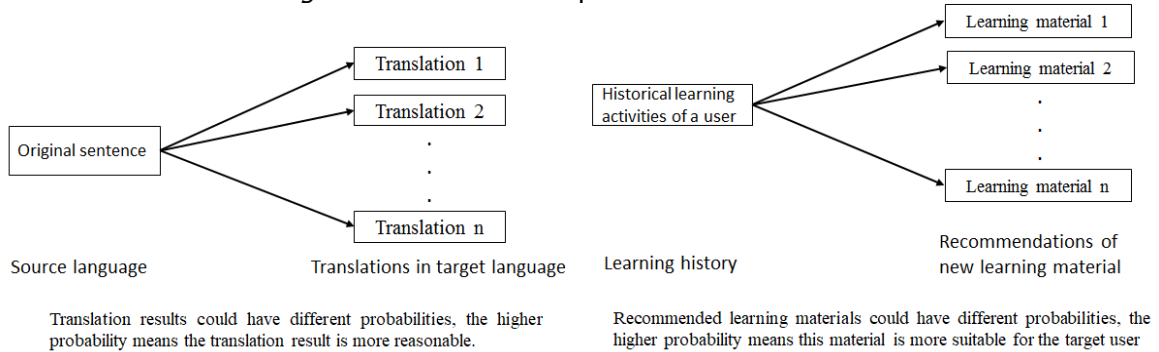 Translation 1
Translation 2
.
.
.
Original sentence
Translation n
Source language
Translations in target language
Translation results could have different probabilities, the higher
probability means the translation result is more reasonable.
Learning material 1
Learning material 2
.
.
.
Historical learning
activities of a user
Learning material n
Learning history
Recommendations of
new learning material
Recommended learning materials could have different probabilities, the
higher probability means this material is more suitable for the target user